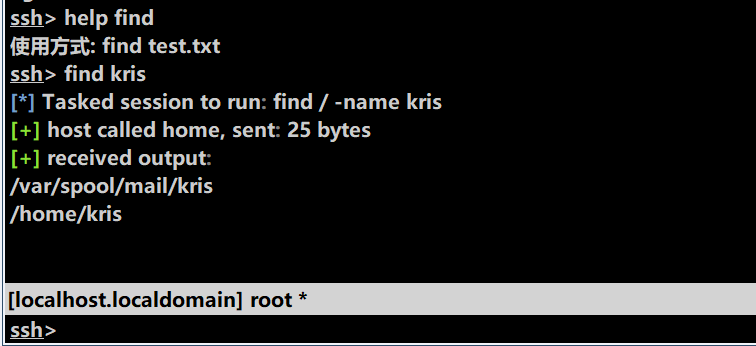 ssh> help find
使用方式: find test.txt
ssh> find kris
[*] Tasked session to run: find / -name kris
[+] host called home, sent: 25 bytes
[+] received output:
/var/spool/mail/kris
/home/kris
[localhost.localdomain] root *
ssh>